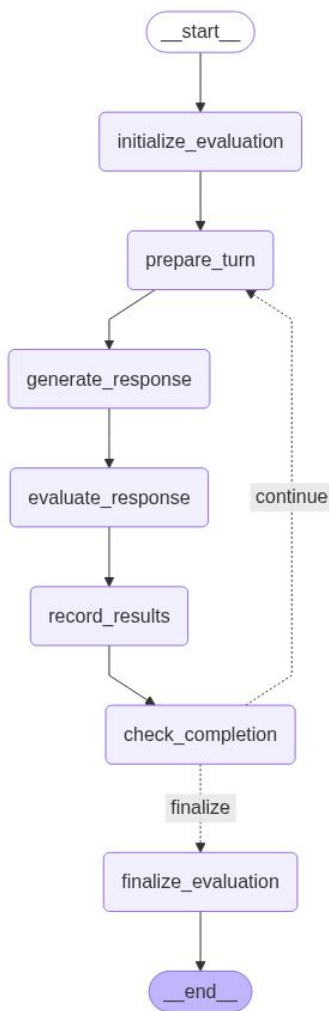 __start__
initialize_evaluation
prepare_turn
generate_response
evaluate_response
continue
record_results
check_completion
finalize
finalize_evaluation
__end__